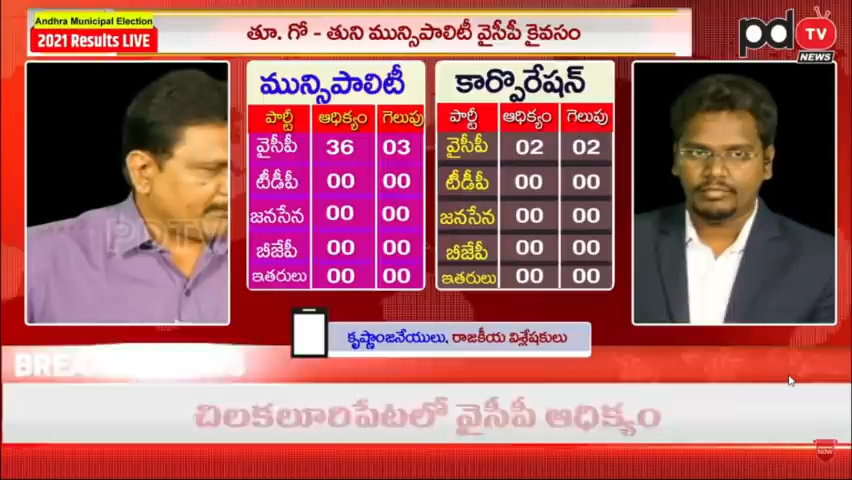 Andhra Municipal Election
2021 Results LIVE
తూ. గో - తుని మున్సిపాలిటీ వైసీపీ కైవసం
pd TV
NEWS
మున్సిపాలిటీ
పార్టీ ఆధిక్యం గెలుపు
వైసీపీ 36 03
టీడీపీ 00 00
జనసేన 00 00
బీజేపీ 00 00
ఇతరులు 00 00
కార్పొరేషన్
పార్టీ ఆధిక్యం గెలుపు
వైసీపీ 02 02
టీడీపీ 00 00
జనసేన 00 00
బీజేపీ 00 00
ఇతరులు 00 00
PDTV
కృష్ణాంజనేయులు, రాజకీయ విశ్లేషకులు
చిలకలూరిపేటలో వైసీపీ ఆధిక్యం
NOW